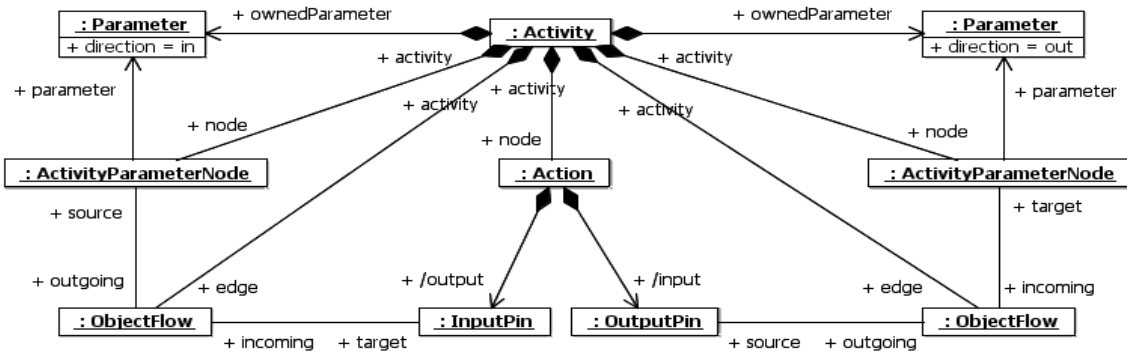 + ownedParameter
+ ownedParameter
: Parameter
: Activity
: Parameter
+ direction = in
+ direction = out
+ activity
+ activity
+ activity
+ activity
+ activity
+ parameter
+ parameter
+ node
+ node
+ node
: ActivityParameterNode
: Action
: ActivityParameterNode
+ source
+ target
+ outgoing
+ /output
+ /input
+ edge
+ edge
+ incoming
: ObjectFlow
: InputPin
: OutputPin
: ObjectFlow
+ incoming
+ target
+ source
+ outgoing